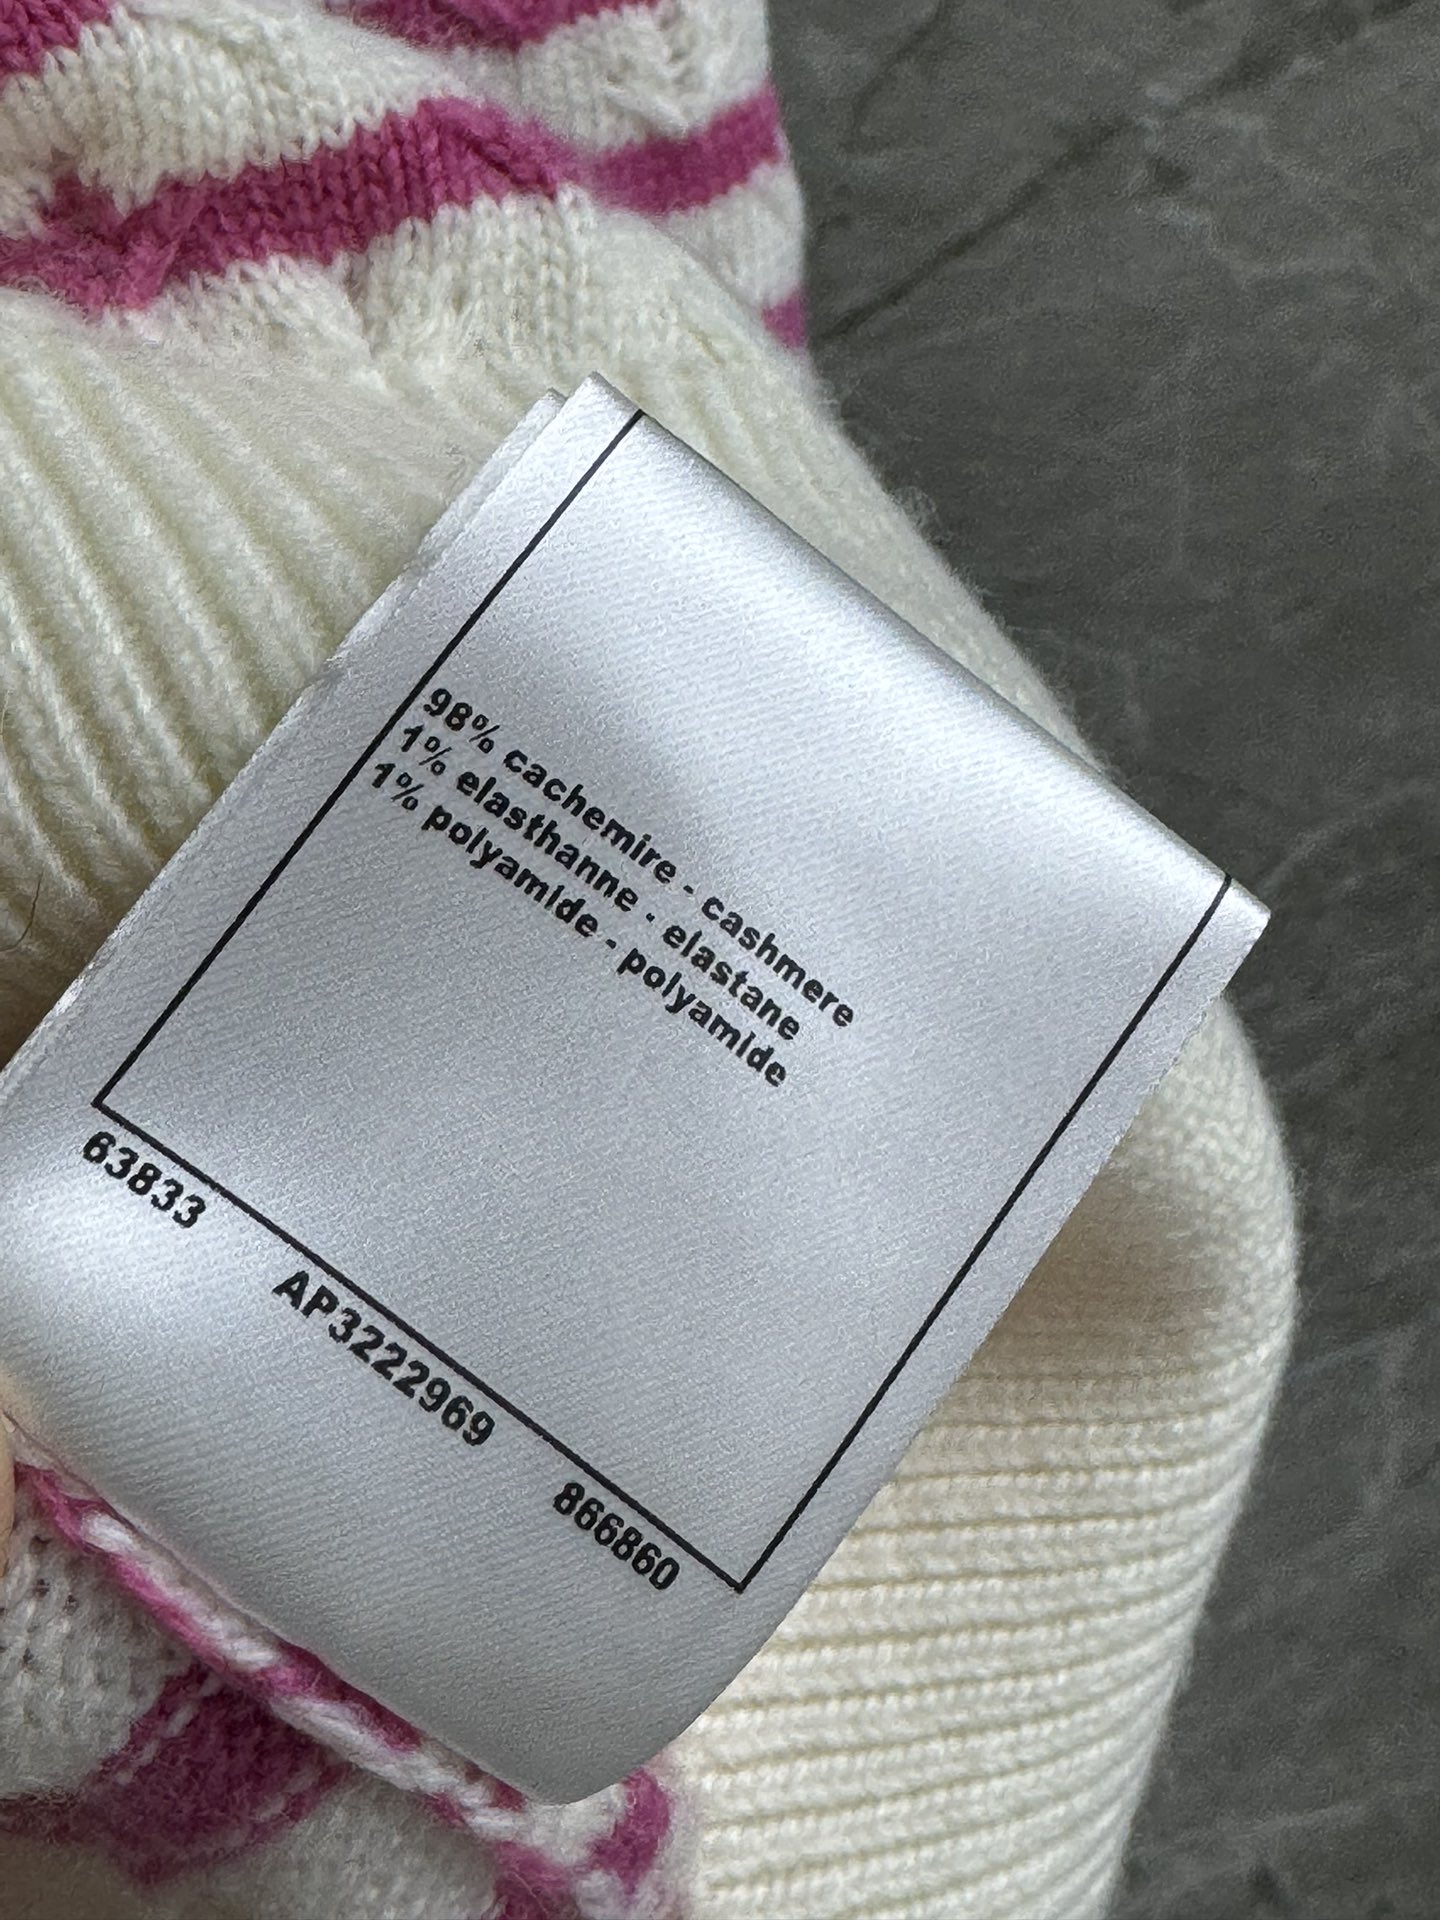 98% cachemire - cashmere
1% elasthanne - elastane
1% polyamide - polyamide
63833 AP3222969 866860